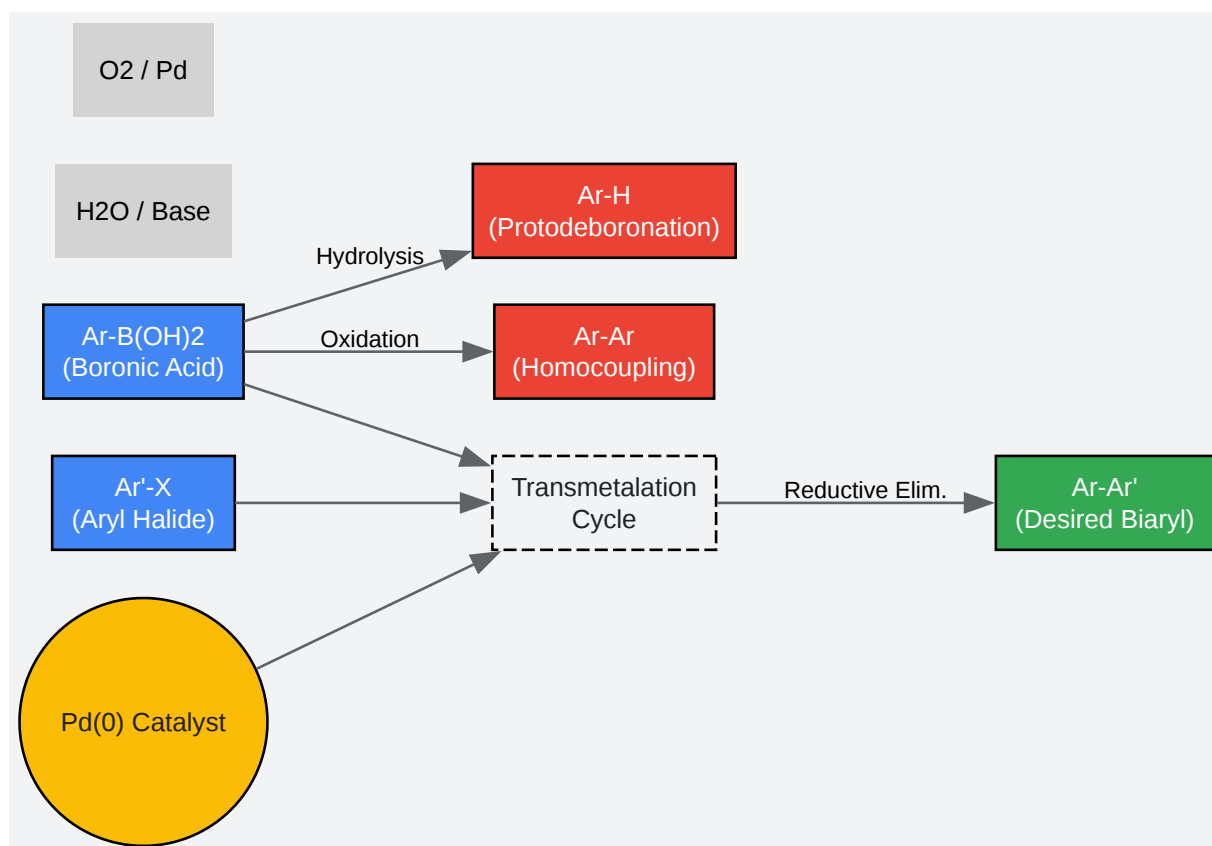 O2 / Pd
H2O / Base
Ar-H
(Protodeboronation)
Hydrolysis
Ar-B(OH)2
(Boronic Acid)
Oxidation
Ar-Ar
(Homocoupling)
Ar'-X
(Aryl Halide)
Transmetalation
Cycle
Reductive Elim.
Ar-Ar'
(Desired Biaryl)
Pd(0) Catalyst